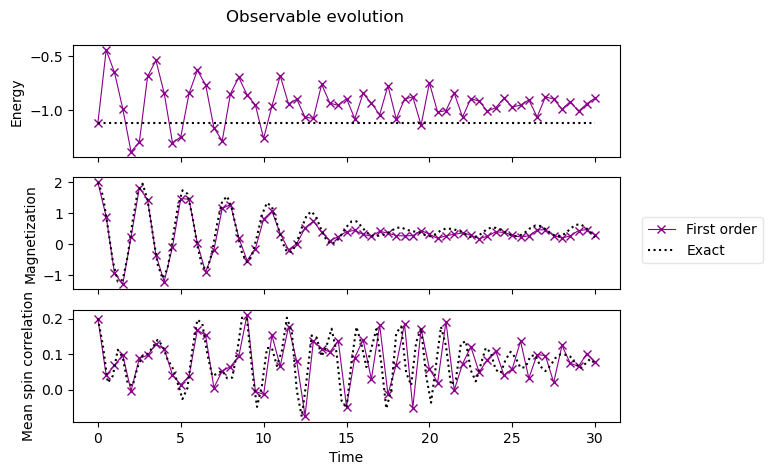 Observable evolution
Energy
−0.5
−1.0
Magnetization
2
1
0
−1
Mean spin correlation
0.2
0.1
0.0
0
5
10
15
20
25
30
Time
First order
Exact